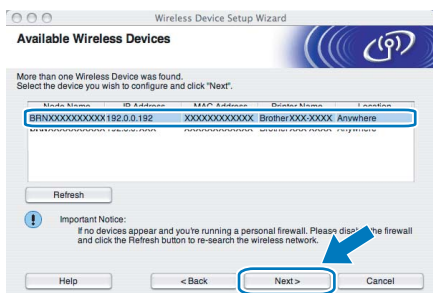 Wireless Device Setup Wizard
Available Wireless Devices
More than one Wireless Device was found.
Select the device you wish to configure and click "Next".
Node Name IP Address MAC Address Printer Name Location
BRNXXXXXXXXXX 192.0.0.192 XXXXXXXXXXXX Brother XXX-XXXX Anywhere
Refresh
Important Notice:
If no devices appear and you're running a personal firewall. Please the firewall
and click the Refresh button to re-search the wireless network.
Help
< Back
Next >
Cancel